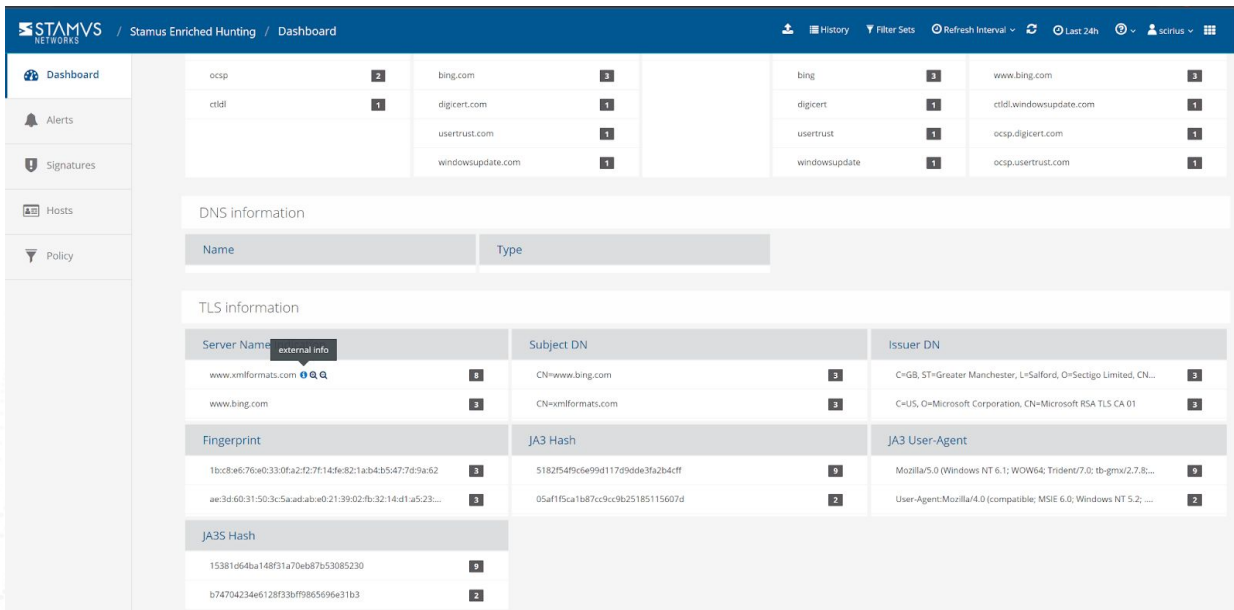 STAMVS NETWORKS / Stamus Enriched Hunting / Dashboard
History Filter Sets Refresh Interval Last 24h scirius
Dashboard
Alerts
Signatures
Hosts
Policy
ocsp 2 bing.com 3 bing 3 www.bing.com 3
ctldl 1 digicert.com 1 digicert 1 ctldl.windowsupdate.com 1
usertrust.com 1 usertrust 1 ocsp.digicert.com 1
windowsupdate.com 1 windowsupdate 1 ocsp.usertrust.com 1
DNS information
Name Type
TLS information
Server Name Subject DN Issuer DN
external info
www.xmlformats.com 8 CN=www.bing.com 3 C=GB, ST=Greater Manchester, L=Salford, O=Sectigo Limited, CN... 3
www.bing.com 3 CN=xmlformats.com 3 C=US, O=Microsoft Corporation, CN=Microsoft RSA TLS CA 01 3
Fingerprint JA3 Hash JA3 User-Agent
1b:c8:e6:76:e0:33:0f:a2:f2:7f:14:fe:82:1a:b4:b5:47:7d:9a:62 3 5182f54f9c6e99d117d9dde3fa2b4cff 9 Mozilla/5.0 (Windows NT 6.1; WOW64; Trident/7.0; tb-gmx/2.7.8;... 9
ae:3d:60:31:50:3c:5a:ad:ab:e0:21:39:02:fb:32:14:d1:a5:23:... 3 05af1f5ca1b87cc9cc9b25185115607d 2 User-Agent:Mozilla/4.0 (compatible; MSIE 6.0; Windows NT 5.2; .... 2
JA3S Hash
15381d64ba148f31a70eb87b53085230 9
b74704234e6128f33bff9865696e31b3 2